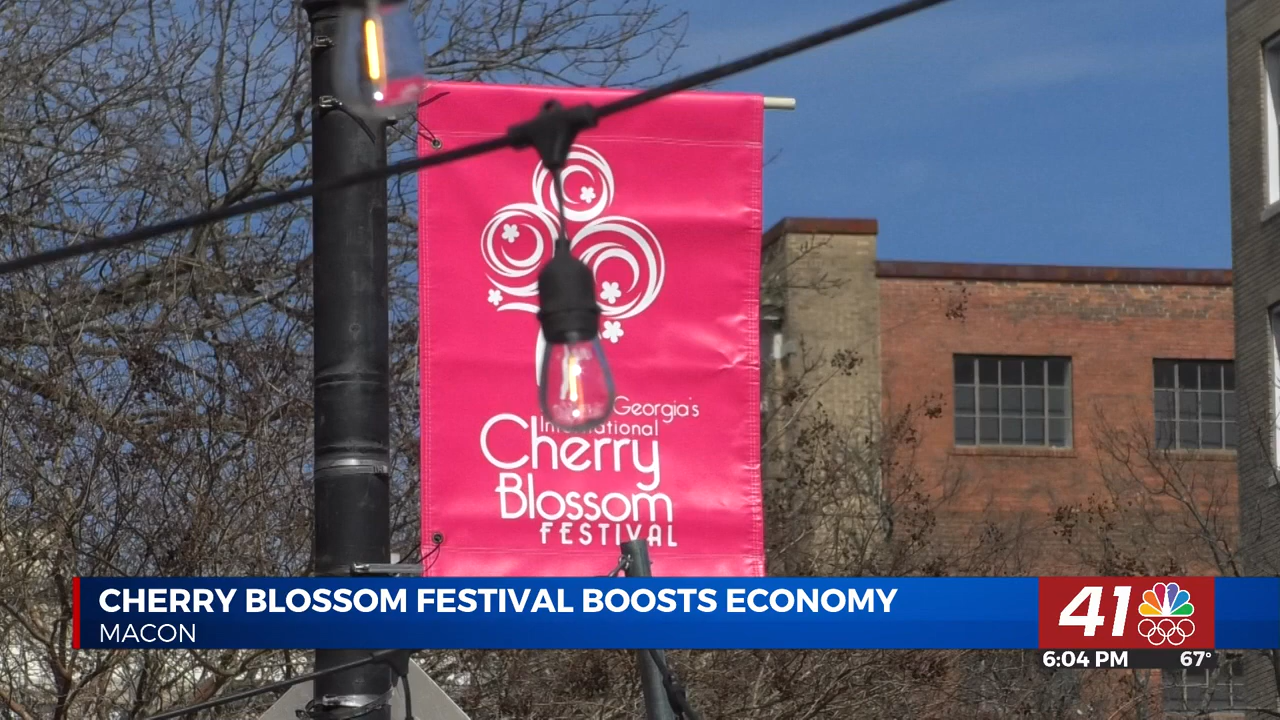 Georgia's
International
Cherry
Blossom
FESTIVAL
CHERRY BLOSSOM FESTIVAL BOOSTS ECONOMY
MACON
41
6:04 PM 67°